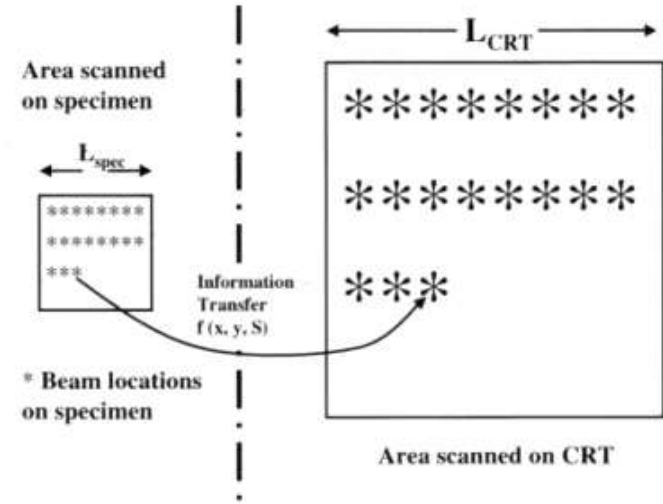 Area scanned
on specimen
L_spec
********
********
***
* Beam locations
on specimen
Information
Transfer
f (x, y, S)
L_CRT
********
********
***
Area scanned on CRT